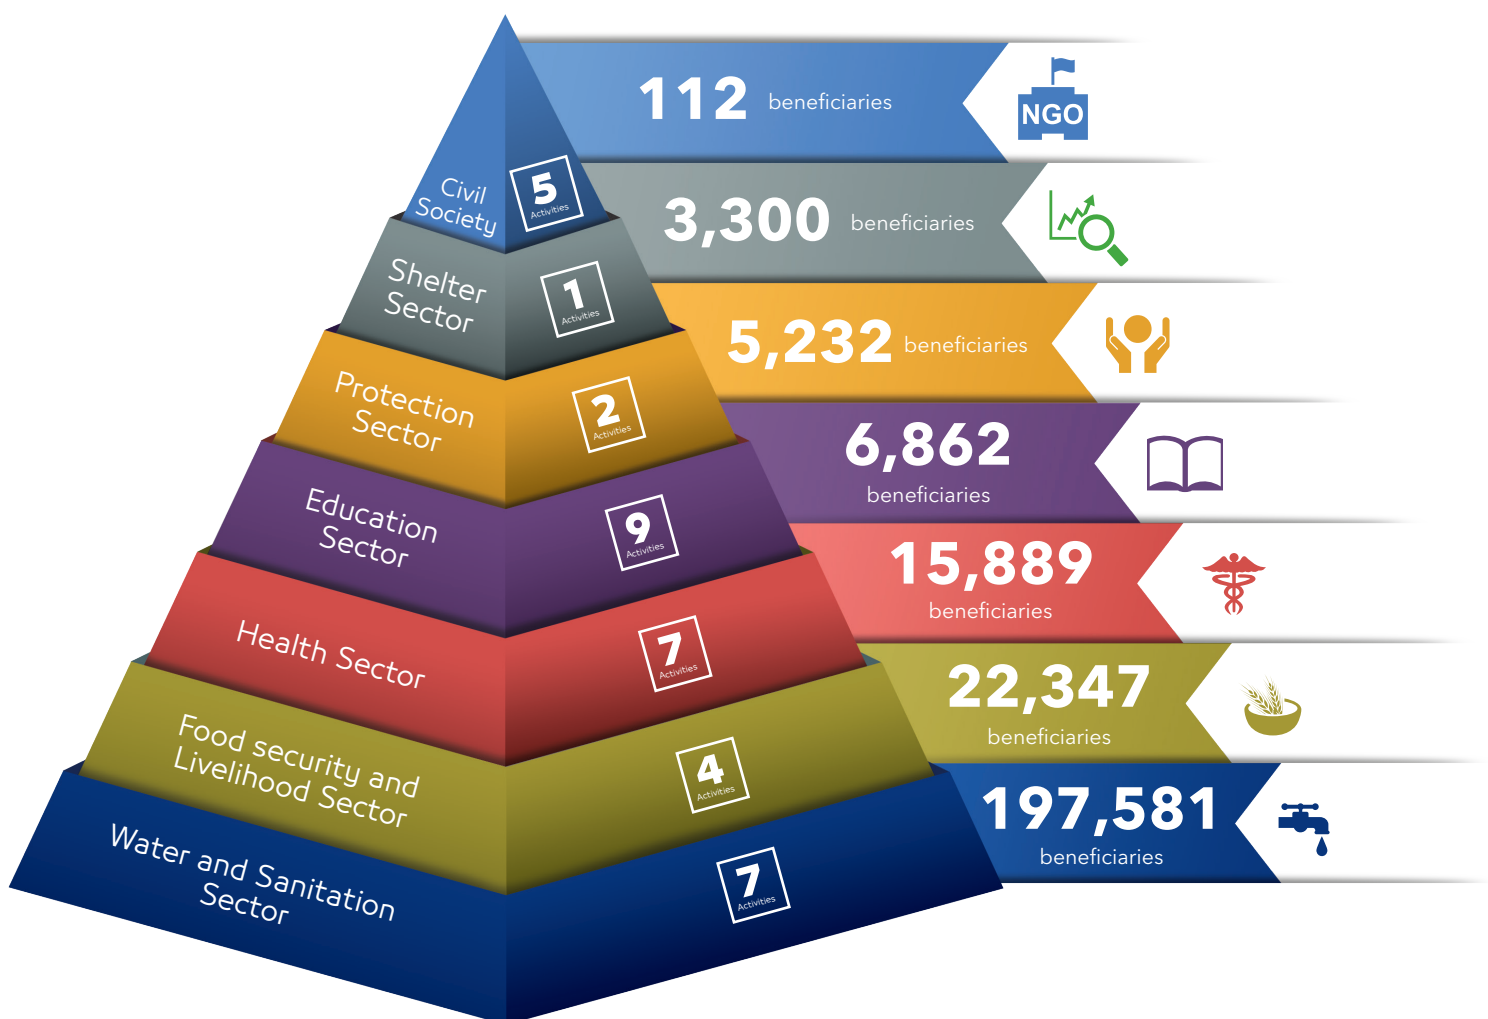 112 beneficiaries
NGO
Civil
Society
5
Activities
3,300 beneficiaries
Shelter
Sector
1
Activities
5,232 beneficiaries
Protection
Sector
2
Activities
6,862
beneficiaries
Education
Sector
9
Activities
15,889
beneficiaries
Health Sector
7
Activities
22,347
beneficiaries
Food security and
Livelihood Sector
4
Activities
197,581
beneficiaries
Water and Sanitation
Sector
7
Activities